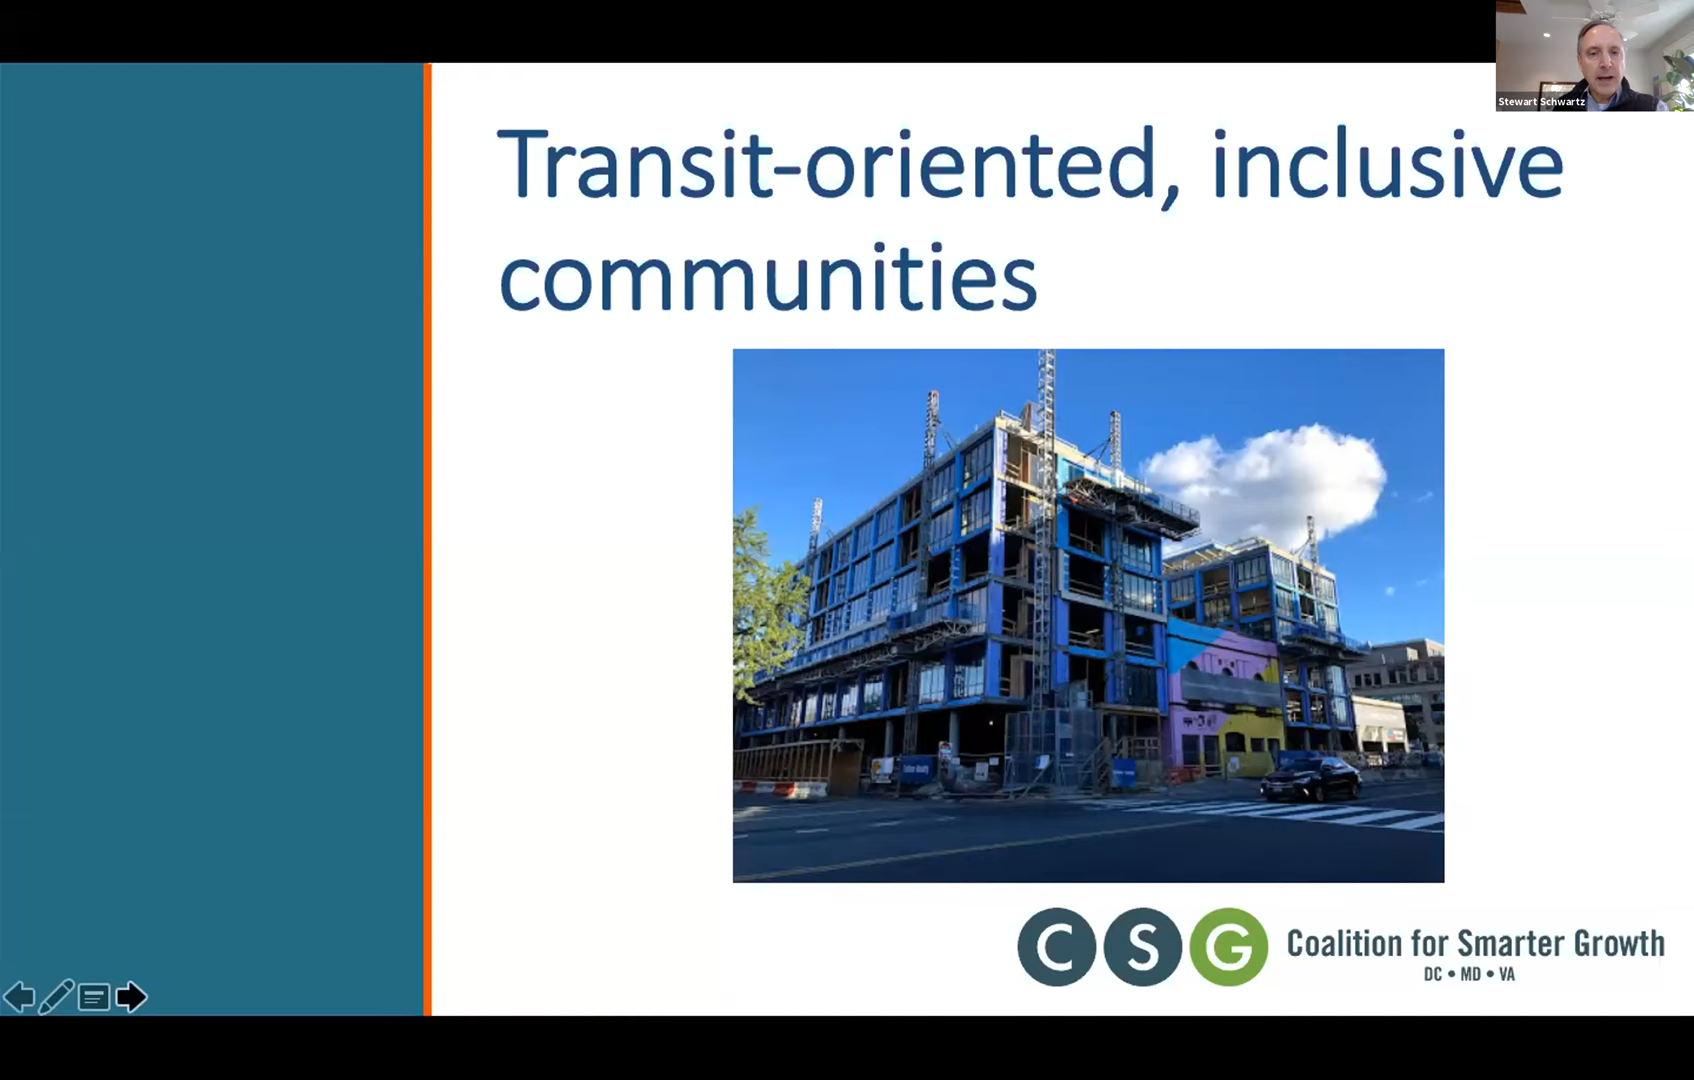 Stewart Schwartz
Transit-oriented, inclusive
communities
CSG
Coalition for Smarter Growth
DC • MD • VA